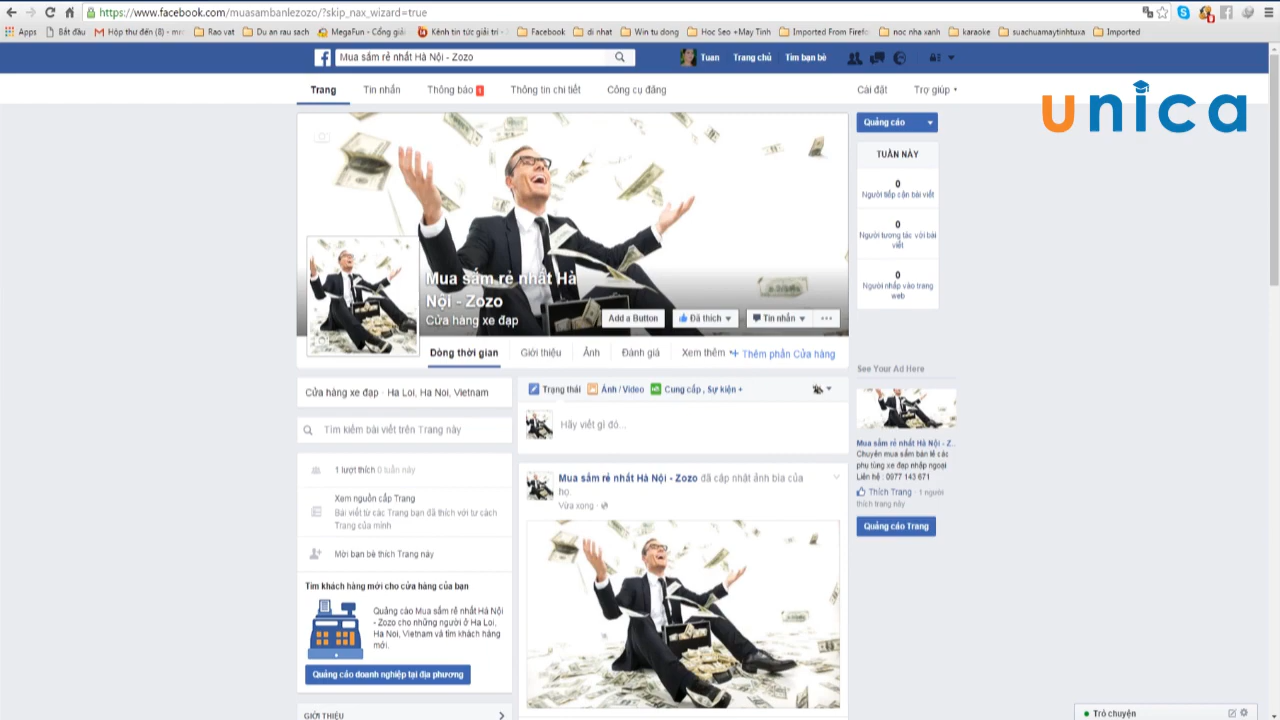 https://www.facebook.com/muasambanlezozo/?skip_nax_wizard=true
Apps
Bắt đầu
Hộp thư đến (8) - mrc
Rao vat
Du an rau sach
MegaFun - Cổng giải
Kênh tin tức giải trí -
Facebook
di nhat
Win tu dong
Hoc Seo +May Tinh
Imported From Firefo
noc nha xanh
karaoke
suachuamaytinhtuxa
Imported
Mua sắm rẻ nhất Hà Nội - Zozo
Tuan
Trang chủ
Tìm bạn bè
Trang
Tin nhắn
Thông báo 1
Thông tin chi tiết
Công cụ đăng
Cài đặt
Trợ giúp
unica
Mua sắm rẻ nhất Hà
Nội - Zozo
Cửa hàng xe đạp
Add a Button
Đã thích
Tin nhắn
Quảng cáo
TUẦN NÀY
0
Người tiếp cận bài viết
0
Người tương tác với bài
viết
0
Người nhấp vào trang
web
Dòng thời gian
Giới thiệu
Ảnh
Đánh giá
Xem thêm
+ Thêm phần Cửa hàng
Cửa hàng xe đạp · Ha Loi, Ha Noi, Vietnam
Tìm kiếm bài viết trên Trang này
1 lượt thích 0 tuần này
Xem nguồn cấp Trang
Bài viết từ các Trang bạn đã thích với tư cách
Trang của mình
Mời bạn bè thích Trang này
Tìm khách hàng mới cho cửa hàng của bạn
Quảng cáo Mua sắm rẻ nhất Hà Nội
- Zozo cho những người ở Ha Loi,
Ha Noi, Vietnam và tìm khách hàng
mới.
Quảng cáo doanh nghiệp tại địa phương
GIỚI THIỆU
Trạng thái
Ảnh / Video
Cung cấp , Sự kiện +
Hãy viết gì đó...
Mua sắm rẻ nhất Hà Nội - Zozo đã cập nhật ảnh bìa của
họ.
Vừa xong ·
See Your Ad Here
Mua sắm rẻ nhất Hà Nội - Z...
Chuyên mua sắm bán lẻ các
phụ tùng xe đạp nhập ngoại
Liên hệ : 0977 143 671
Thích Trang · 1 người
thích trang này
Quảng cáo Trang
Trò chuyện